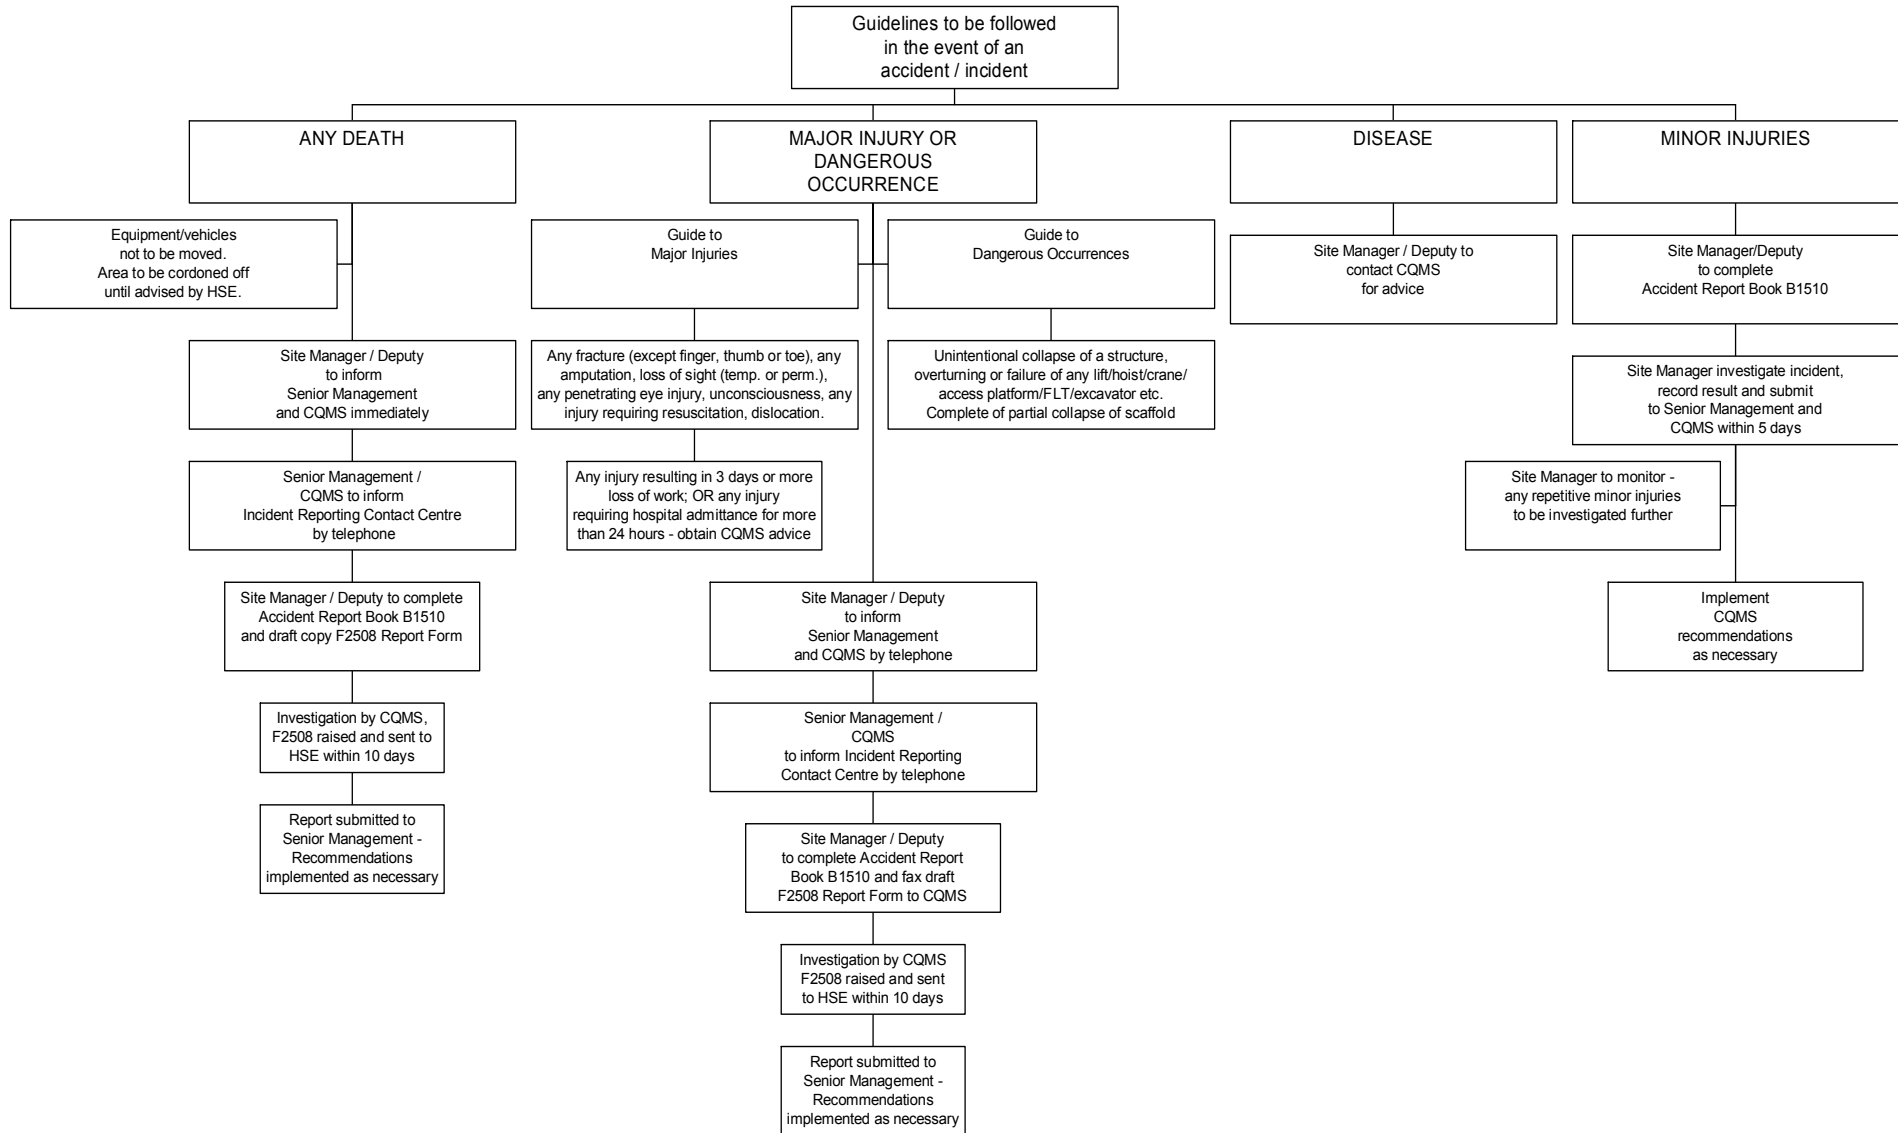 Guidelines to be followed
in the event of an
accident / incident
ANY DEATH
Equipment/vehicles
not to be moved.
Area to be cordoned off
until advised by HSE.
Site Manager / Deputy
to inform
Senior Management
and CQMS immediately
Senior Management /
CQMS to inform
Incident Reporting Contact Centre
by telephone
Site Manager / Deputy to complete
Accident Report Book B1510
and draft copy F2508 Report Form
Investigation by CQMS,
F2508 raised and sent to
HSE within 10 days
Report submitted to
Senior Management -
Recommendations
implemented as necessary
MAJOR INJURY OR
DANGEROUS
OCCURRENCE
Guide to
Major Injuries
Any fracture (except finger, thumb or toe), any
amputation, loss of sight (temp. or perm.),
any penetrating eye injury, unconsciousness, any
injury requiring resuscitation, dislocation.
Any injury resulting in 3 days or more
loss of work; OR any injury
requiring hospital admittance for more
than 24 hours - obtain CQMS advice
Guide to
Dangerous Occurrences
Unintentional collapse of a structure,
overturning or failure of any lift/hoist/crane/
access platform/FLT/excavator etc.
Complete of partial collapse of scaffold
Site Manager / Deputy
to inform
Senior Management
and CQMS by telephone
Senior Management /
CQMS
to inform Incident Reporting
Contact Centre by telephone
Site Manager / Deputy
to complete Accident Report
Book B1510 and fax draft
F2508 Report Form to CQMS
Investigation by CQMS
F2508 raised and sent
to HSE within 10 days
Report submitted to
Senior Management -
Recommendations
implemented as necessary
DISEASE
Site Manager / Deputy to
contact CQMS
for advice
MINOR INJURIES
Site Manager/Deputy
to complete
Accident Report Book B1510
Site Manager investigate incident,
record result and submit
to Senior Management and
CQMS within 5 days
Site Manager to monitor -
any repetitive minor injuries
to be investigated further
Implement
CQMS
recommendations
as necessary